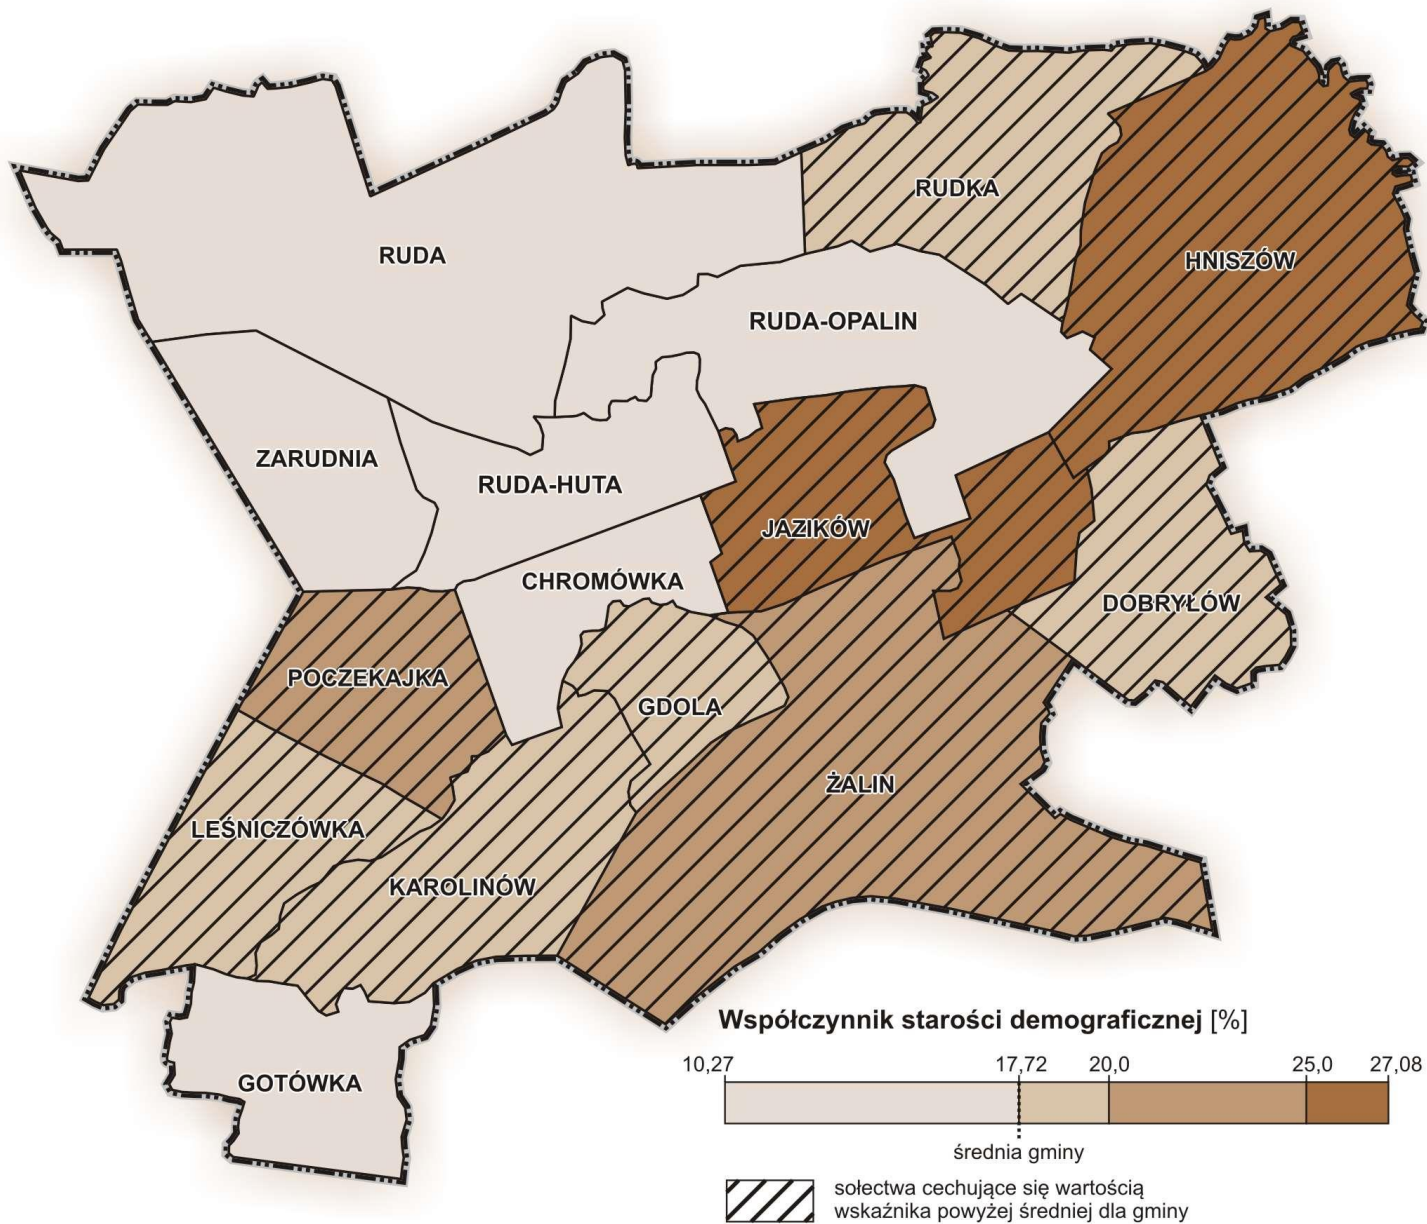 RUDKA
RUDA
HNISZÓW
RUDA-OPALIN
ZARUDNIA
RUDA-HUTA
JAZIKÓW
CHROMÓWKA
DOBRYŁÓW
POCZEKAJKA
GDOLA
ŻALIN
LEŚNICZÓWKA
KAROLINÓW
GOTÓWKA
Współczynnik starości demograficznej [%]
10,27 17,72 20,0 25,0 27,08
średnia gminy
sołectwa cechujące się wartością
wskaźnika powyżej średniej dla gminy